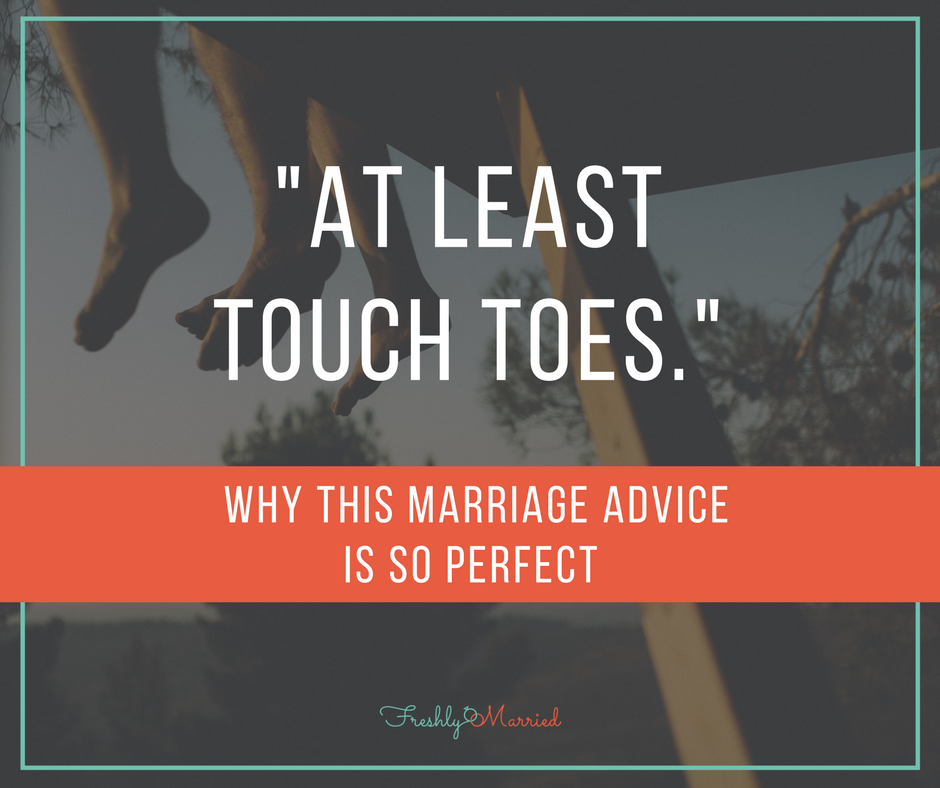 "AT LEAST
TOUCH TOES."
WHY THIS MARRIAGE ADVICE
IS SO PERFECT
Freshly Married